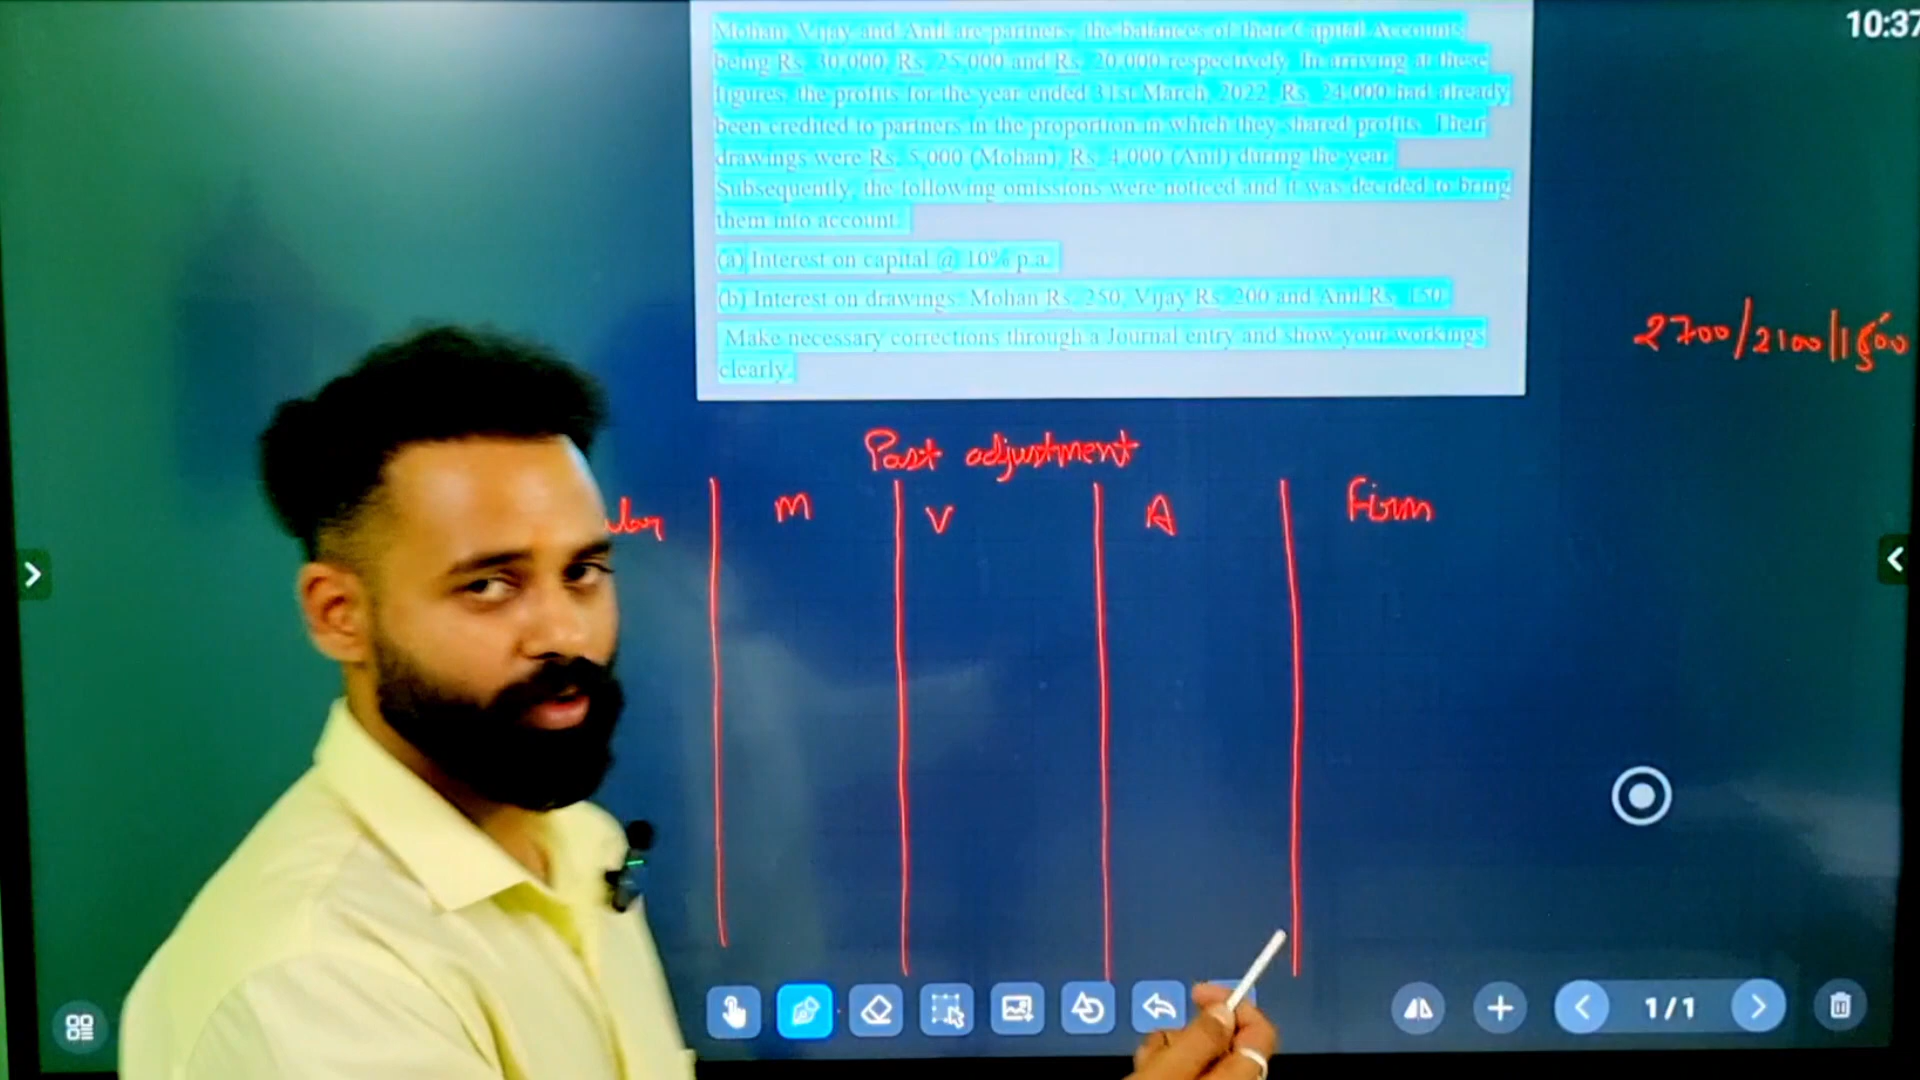 10:37
Mohan, Vijay and Anil are partners, the balances of their Capital Accounts
being Rs. 30,000, Rs. 25,000 and Rs. 20,000 respectively. In arriving at these
figures, the profits for the year ended 31st March, 2022, Rs. 24,000 had already
been credited to partners in the proportion in which they shared profits. Their
drawings were Rs. 5,000 (Mohan), Rs. 4,000 (Anil) during the year.
Subsequently, the following omissions were noticed and it was decided to bring
them into account.
(a) Interest on capital @ 10% p.a.
(b) Interest on drawings: Mohan Rs. 250, Vijay Rs. 200 and Anil Rs. 150.
Make necessary corrections through a Journal entry and show your workings
clearly.
2700/2100/
Past adjustment
M V A Firm
1/1